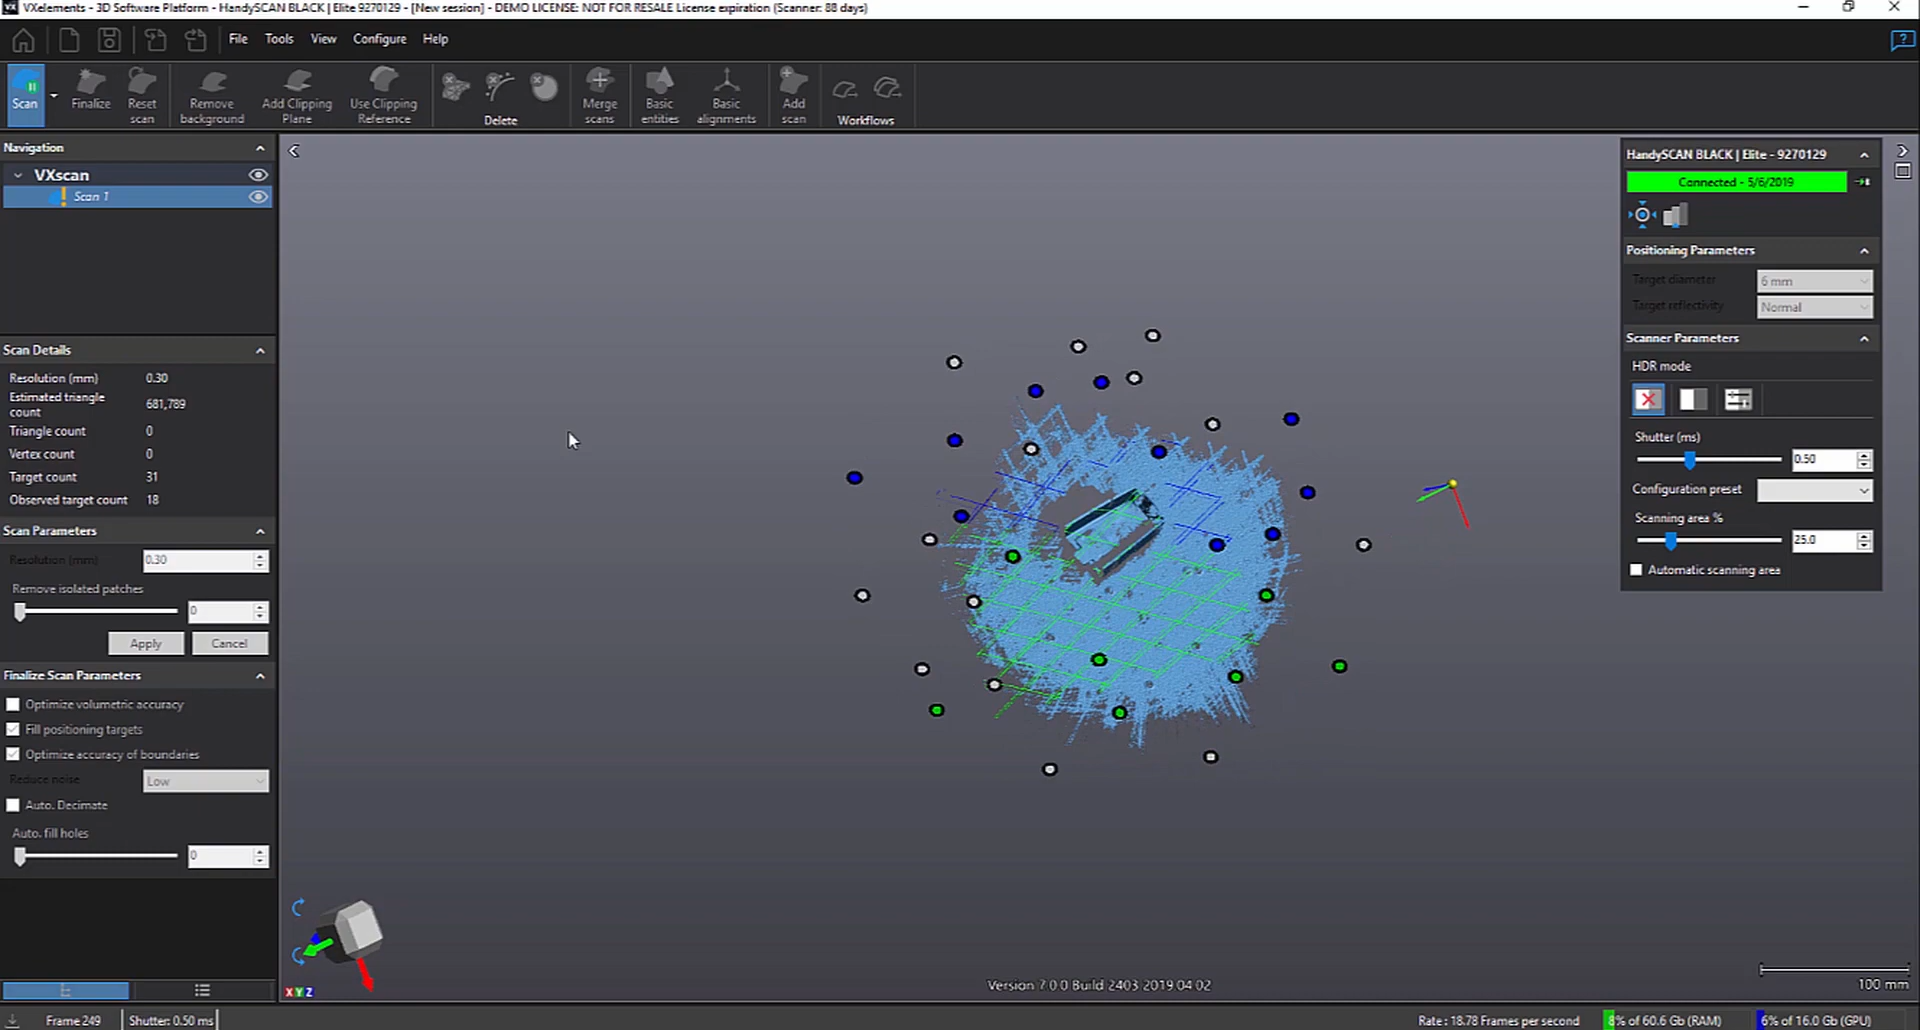 VXelements - 3D Software Platform - HandySCAN BLACK | Elite 9270129 - [New session] - DEMO LICENSE: NOT FOR RESALE License expiration (Scanner: 88 days)
File Tools View Configure Help
Scan Finalize Reset scan Remove background Add Clipping Plane Use Clipping Reference Delete Merge scans Basic entities Basic alignments Add scan Workflows
Navigation
VXscan
Scan 1
Scan Details
Resolution (mm) 0.30
Estimated triangle count 681,789
Triangle count 0
Vertex count 0
Target count 31
Observed target count 18
Scan Parameters
Resolution (mm) 0.30
Remove isolated patches
0
Apply Cancel
Finalize Scan Parameters
Optimize volumetric accuracy
Fill positioning targets
Optimize accuracy of boundaries
Reduce noise Low
Auto. Decimate
Auto. fill holes
0
HandySCAN BLACK | Elite - 9270129
Connected - 5/6/2019
Positioning Parameters
Target diameter 6 mm
Target reflectivity Normal
Scanner Parameters
HDR mode
Shutter (ms)
0.50
Configuration preset
Scanning area %
25.0
Automatic scanning area
XYZ
Version 7.0.0 Build 2403 2019 04 02
100 mm
Frame 249 Shutter: 0.50 ms Rate : 18.78 Frames per second 8% of 60.6 Gb (RAM) 6% of 16.0 Gb (GPU)